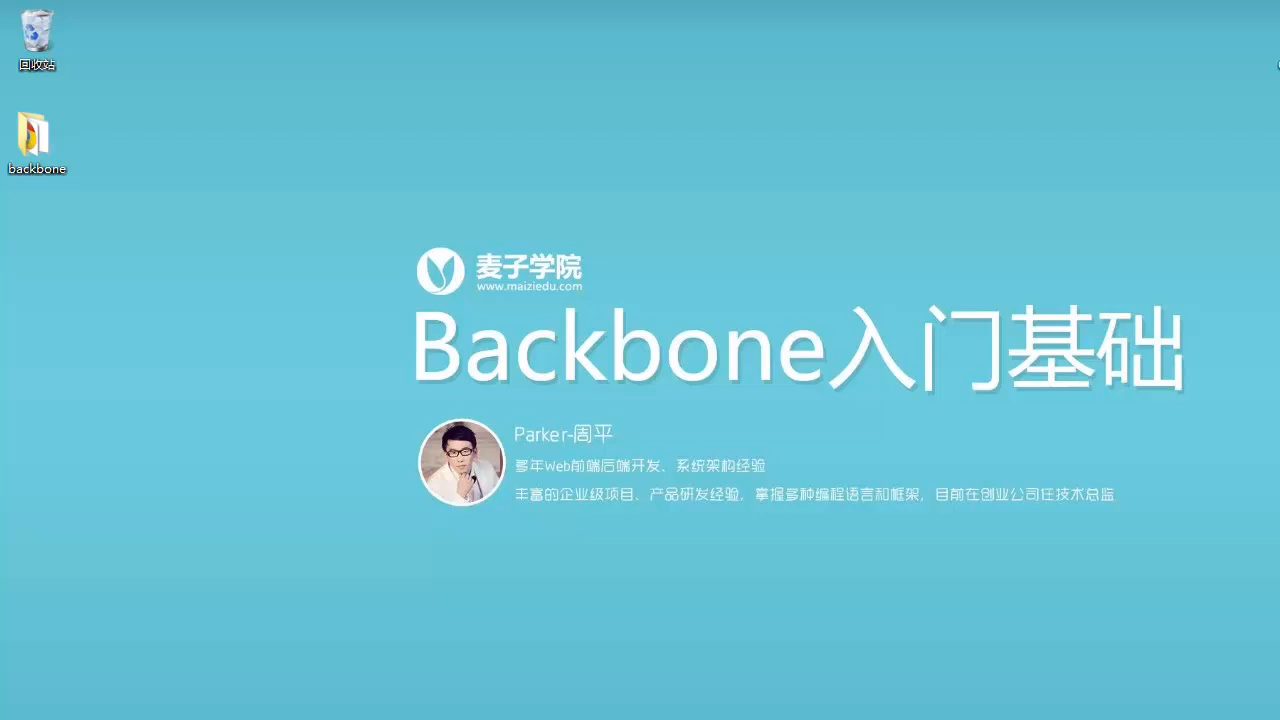 回收站
backbone
麦子学院
www.maiziedu.com
Backbone入门基础
Parker-周平
多年Web前端后端开发、系统架构经验
丰富的企业级项目、产品研发经验，掌握多种编程语言和框架，目前在创业公司任技术总监